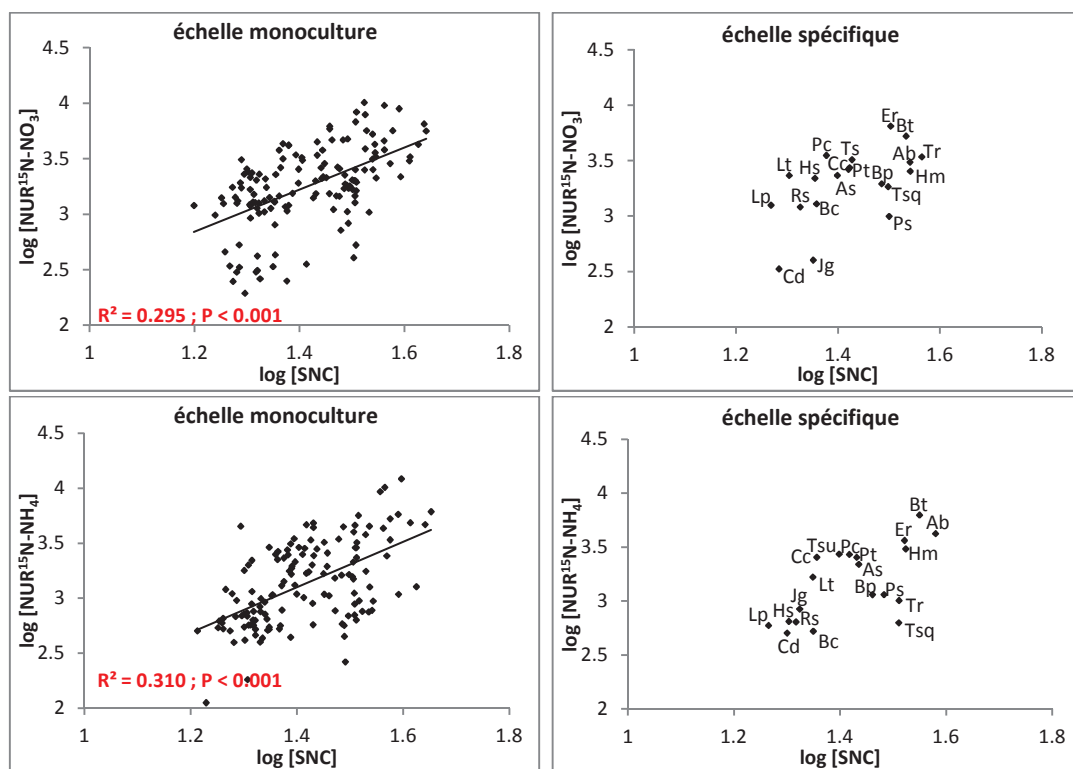 échelle monoculture
4.5
4
3.5
3
2.5
2
log [NUR¹⁵N-NO₃]
R² = 0.295 ; P < 0.001
1 1.2 1.4 1.6 1.8
log [SNC]
échelle spécifique
4.5
4
3.5
3
2.5
2
log [NUR¹⁵N-NO₃]
Er
Bt
Pc Ts
Ab Tr
Lt Hs Cc Pt Hm
Bp
As
Tsq
Lp Rs
Bc
Ps
Cd Jg
1 1.2 1.4 1.6 1.8
log [SNC]
échelle monoculture
4.5
4
3.5
3
2.5
2
log [NUR¹⁵N-NH₄]
R² = 0.310 ; P < 0.001
1 1.2 1.4 1.6 1.8
log [SNC]
échelle spécifique
4.5
4
3.5
3
2.5
2
log [NUR¹⁵N-NH₄]
Bt
Ab
Er
Tsu Pc Pt Hm
Cc
As
Lt
Bp Ps
Jg
Tr
Lp Hs Rs
Cd Bc Tsq
1 1.2 1.4 1.6 1.8
log [SNC]